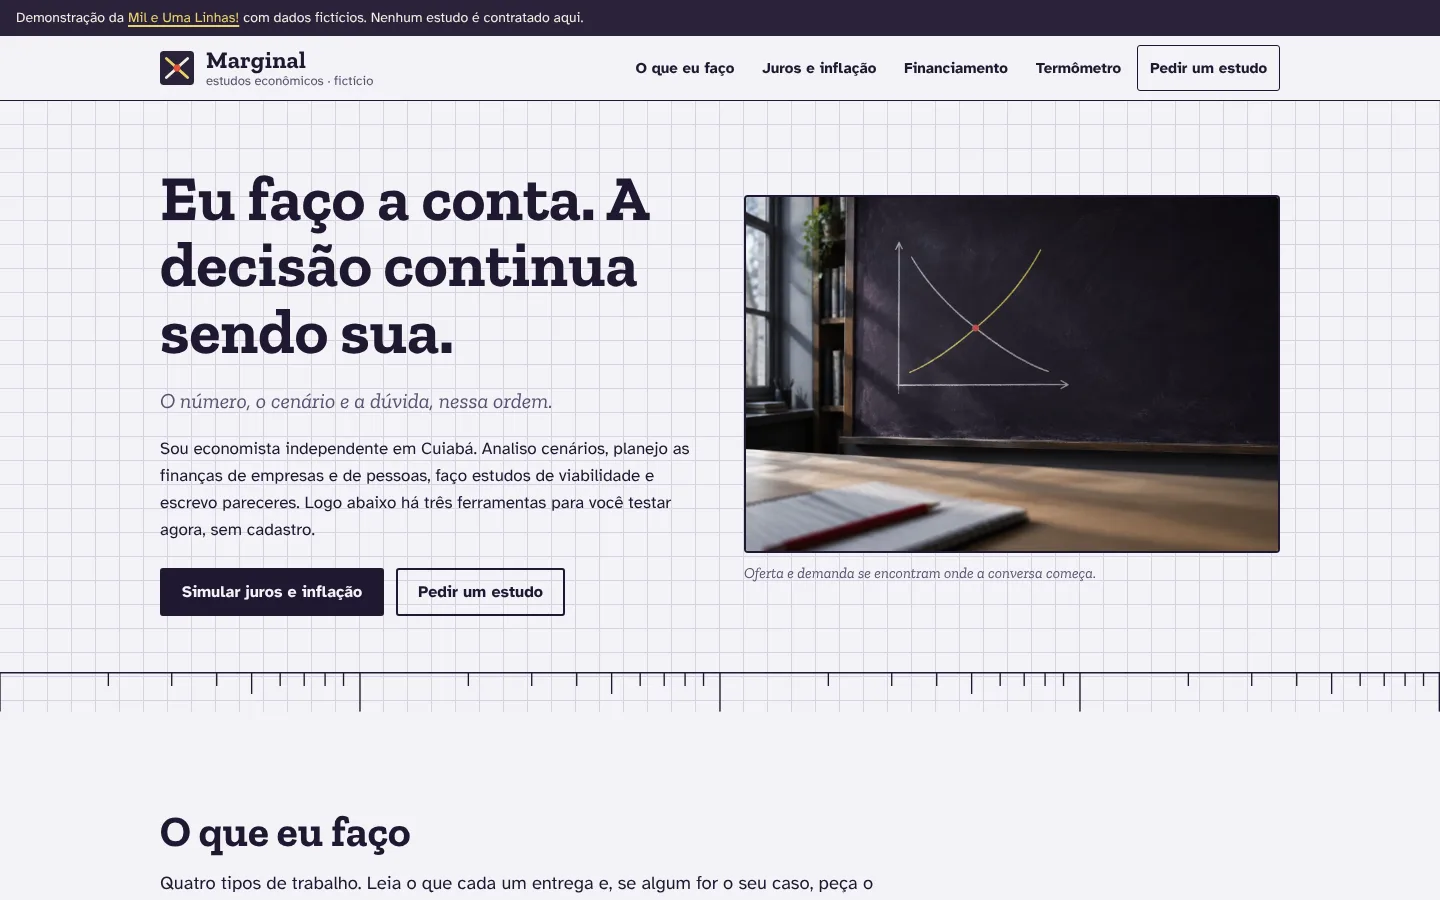 Demonstração da Mil e Uma Linhas! com dados fictícios. Nenhum estudo é contratado aqui.
Marginal
estudos econômicos · fictício
O que eu faço
Juros e inflação
Financiamento
Termômetro
Pedir um estudo
Eu faço a conta. A
decisão continua
sendo sua.
O número, o cenário e a dúvida, nessa ordem.
Sou economista independente em Cuiabá. Analiso cenários, planejo as
finanças de empresas e de pessoas, faço estudos de viabilidade e
escrevo pareceres. Logo abaixo há três ferramentas para você testar
agora, sem cadastro.
Simular juros e inflação
Pedir um estudo
Oferta e demanda se encontram onde a conversa começa.
O que eu faço
Quatro tipos de trabalho. Leia o que cada um entrega e, se algum for o seu caso, peça o